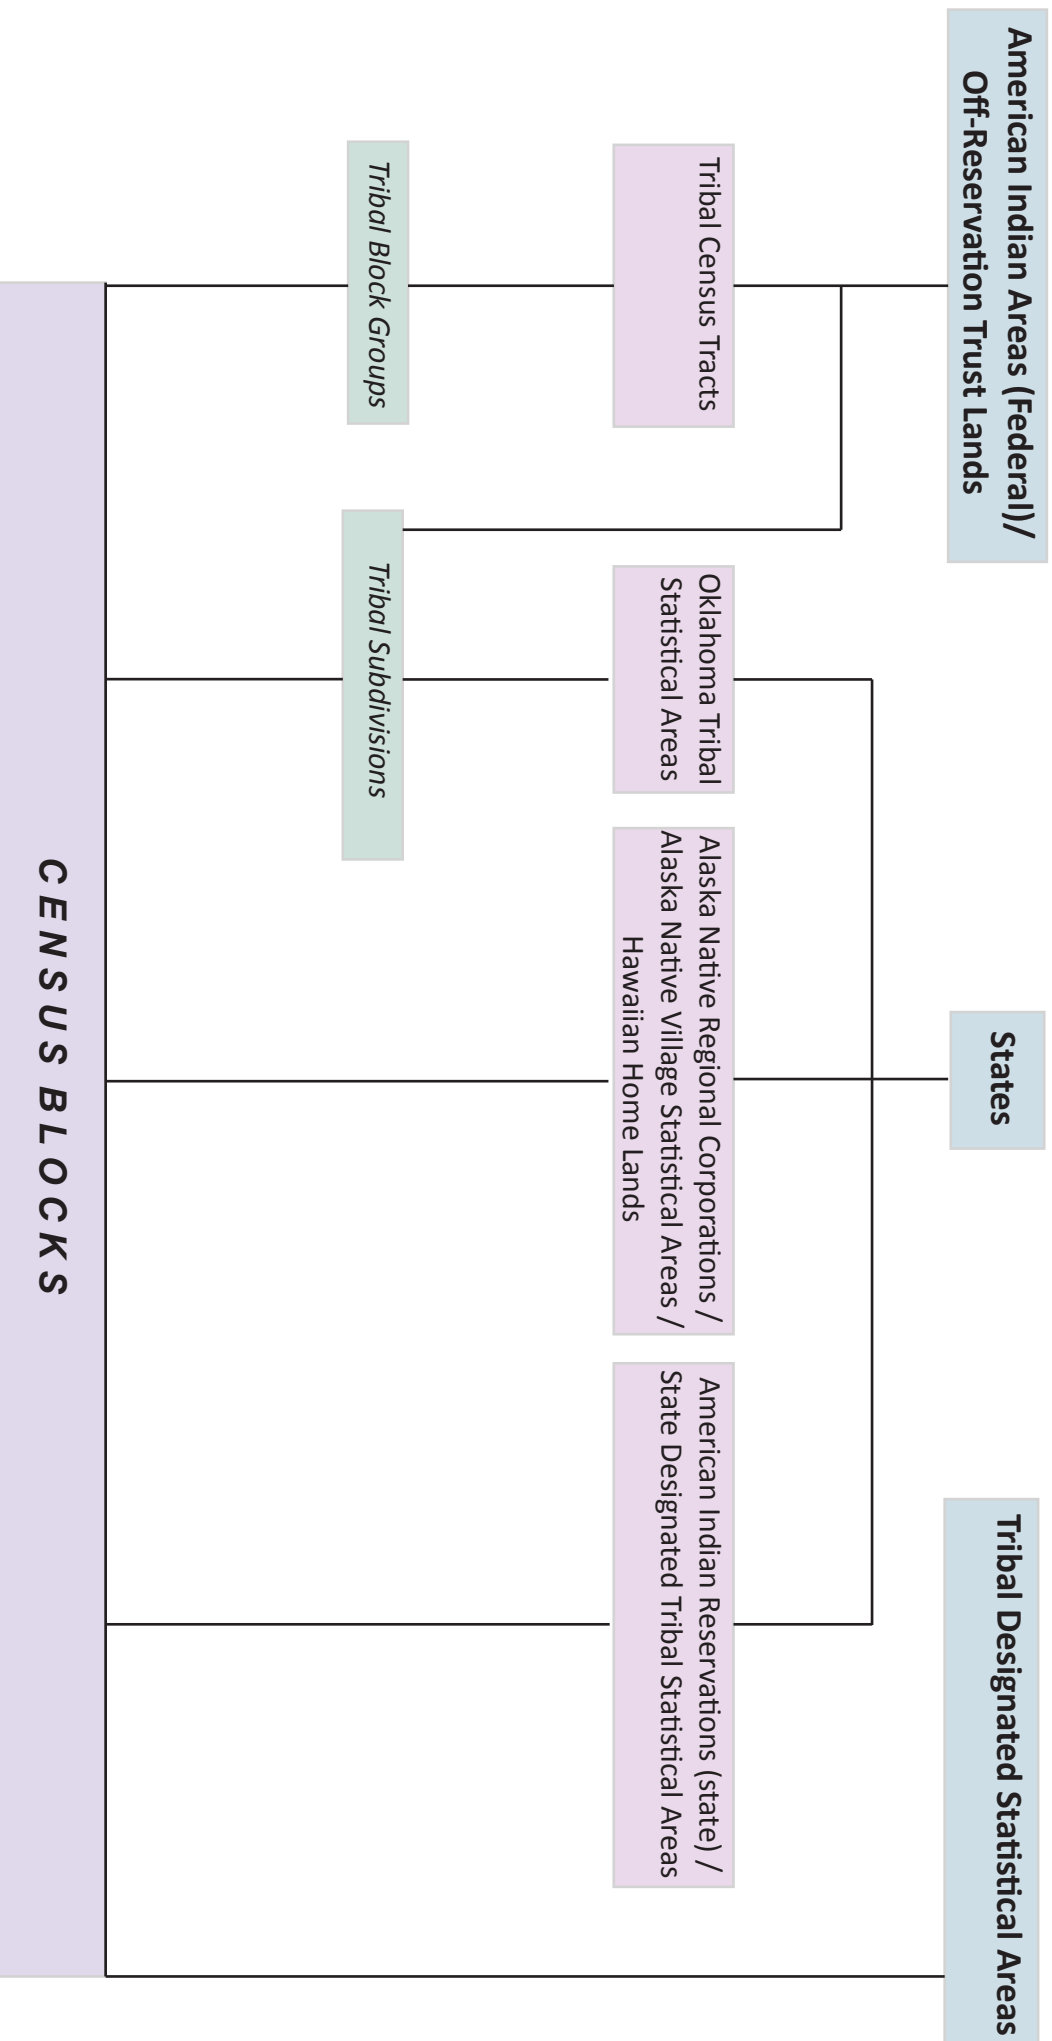 American Indian Areas (Federal)/
Off-Reservation Trust Lands
States
Tribal Designated Statistical Areas
Tribal Census Tracts
Oklahoma Tribal
Statistical Areas
Alaska Native Regional Corporations /
Alaska Native Village Statistical Areas /
Hawaiian Home Lands
American Indian Reservations (state) /
State Designated Tribal Statistical Areas
Tribal Block Groups
Tribal Subdivisions
CENSUS BLOCKS